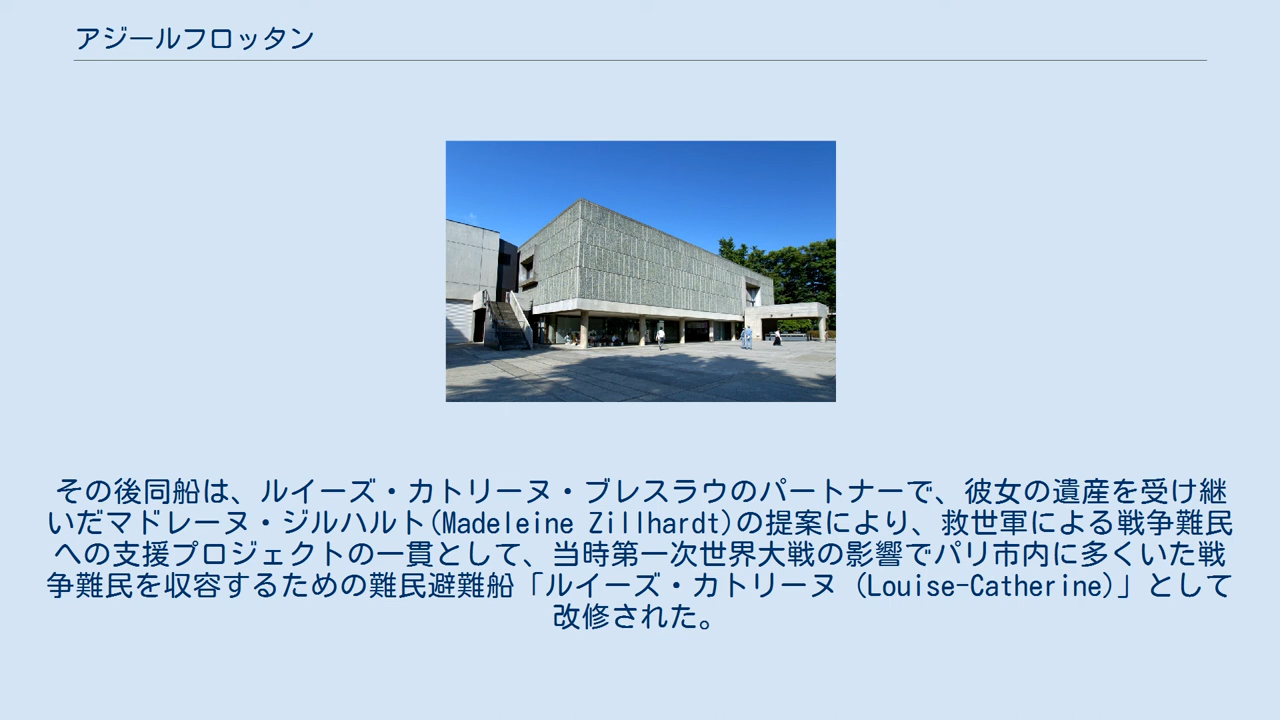 アジールフロッタン
その後同船は、ルイーズ・カトリーヌ・ブレスラウのパートナーで、彼女の遺産を受け継
いだマドレーヌ・ジルハルト(Madeleine Zillhardt)の提案により、救世軍による戦争難民
への支援プロジェクトの一貫として、当時第一次世界大戦の影響でパリ市内に多くいた戦
争難民を収容するための難民避難船「ルイーズ・カトリーヌ (Louise-Catherine)」として
改修された。